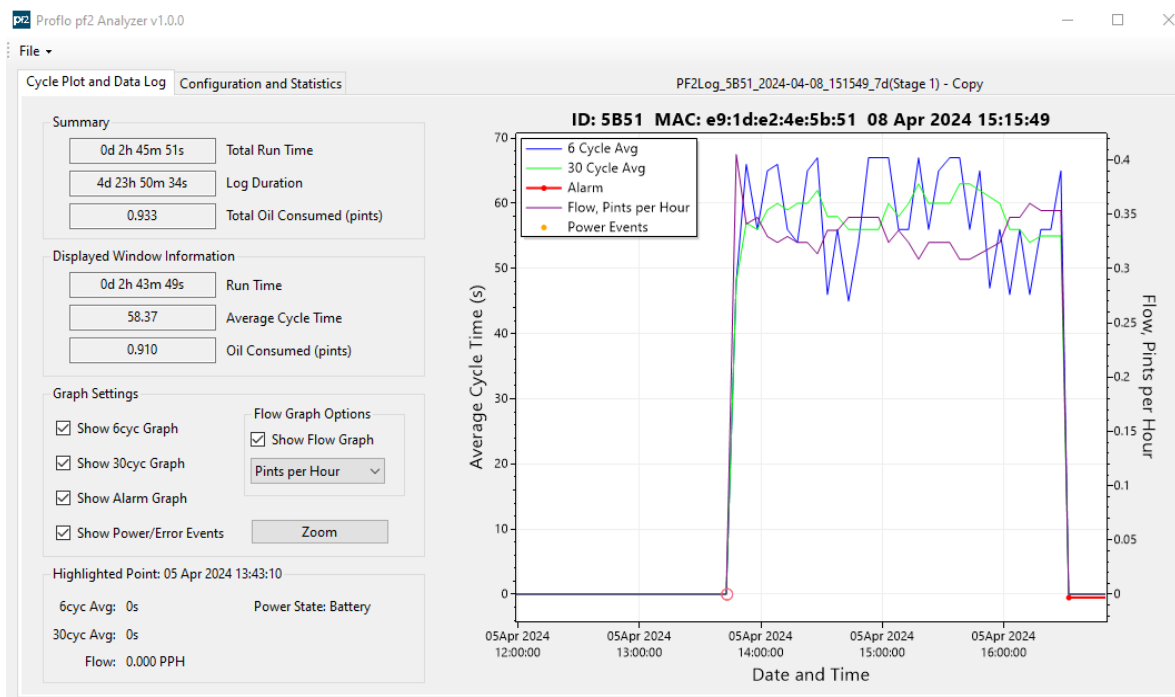 pf2 Proflo pf2 Analyzer v1.0.0
File
Cycle Plot and Data Log Configuration and Statistics
PF2Log_5B51_2024-04-08_151549_7d(Stage 1) - Copy
Summary
0d 2h 45m 51s Total Run Time
4d 23h 50m 34s Log Duration
0.933 Total Oil Consumed (pints)
Displayed Window Information
0d 2h 43m 49s Run Time
58.37 Average Cycle Time
0.910 Oil Consumed (pints)
Graph Settings
Show 6cyc Graph
Show 30cyc Graph
Show Alarm Graph
Show Power/Error Events
Flow Graph Options
Show Flow Graph
Pints per Hour
Zoom
Highlighted Point: 05 Apr 2024 13:43:10
6cyc Avg: 0s Power State: Battery
30cyc Avg: 0s
Flow: 0.000 PPH
ID: 5B51 MAC: e9:1d:e2:4e:5b:51 08 Apr 2024 15:15:49
6 Cycle Avg
30 Cycle Avg
Alarm
Flow, Pints per Hour
Power Events
Average Cycle Time (s)
70
60
50
40
30
20
10
0
0.4
0.35
0.3
0.25
0.2
0.15
0.1
0.05
0
Flow, Pints per Hour
05Apr 2024 05Apr 2024 05Apr 2024 05Apr 2024 05Apr 2024
12:00:00 13:00:00 14:00:00 15:00:00 16:00:00
Date and Time